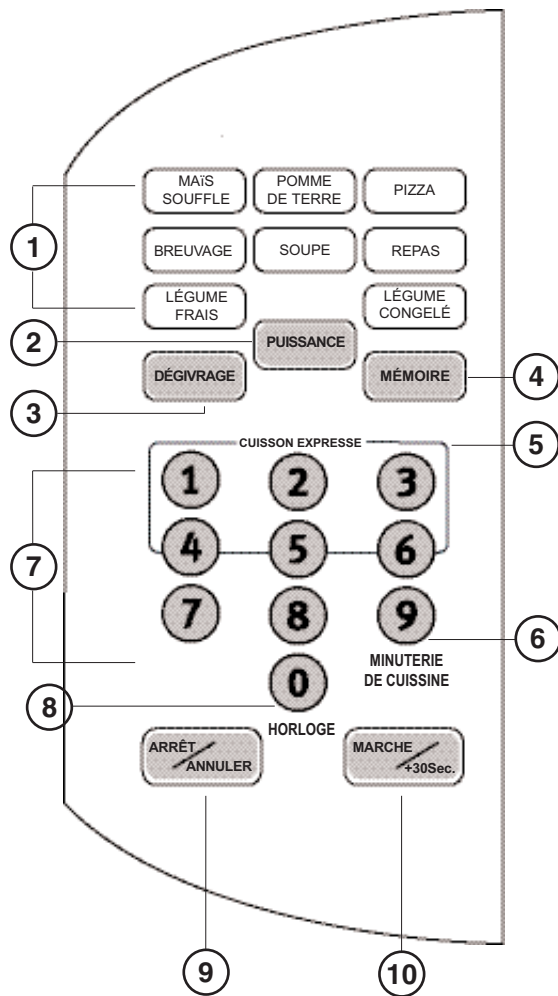 MAïS
SOUFFLE
POMME
DE TERRE
PIZZA
1
BREUVAGE
SOUPE
REPAS
LÉGUME
FRAIS
LÉGUME
CONGELÉ
2
PUISSANCE
DÉGIVRAGE
MÉMOIRE
4
3
CUISSON EXPRESSE
5
1
2
3
4
5
6
7
7
8
9
6
MINUTERIE
DE CUISSINE
8
0
HORLOGE
ARRÊT
ANNULER
MARCHE
+30Sec.
9
10